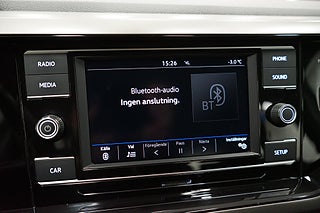 RADIO
MEDIA
CAR
PHONE
SOUND
SETUP
15:26
-3.0°C
Bluetooth-audio
Ingen anslutning.
BT
Källa
Val
Föregående
Paus
Nästa
Inställningar